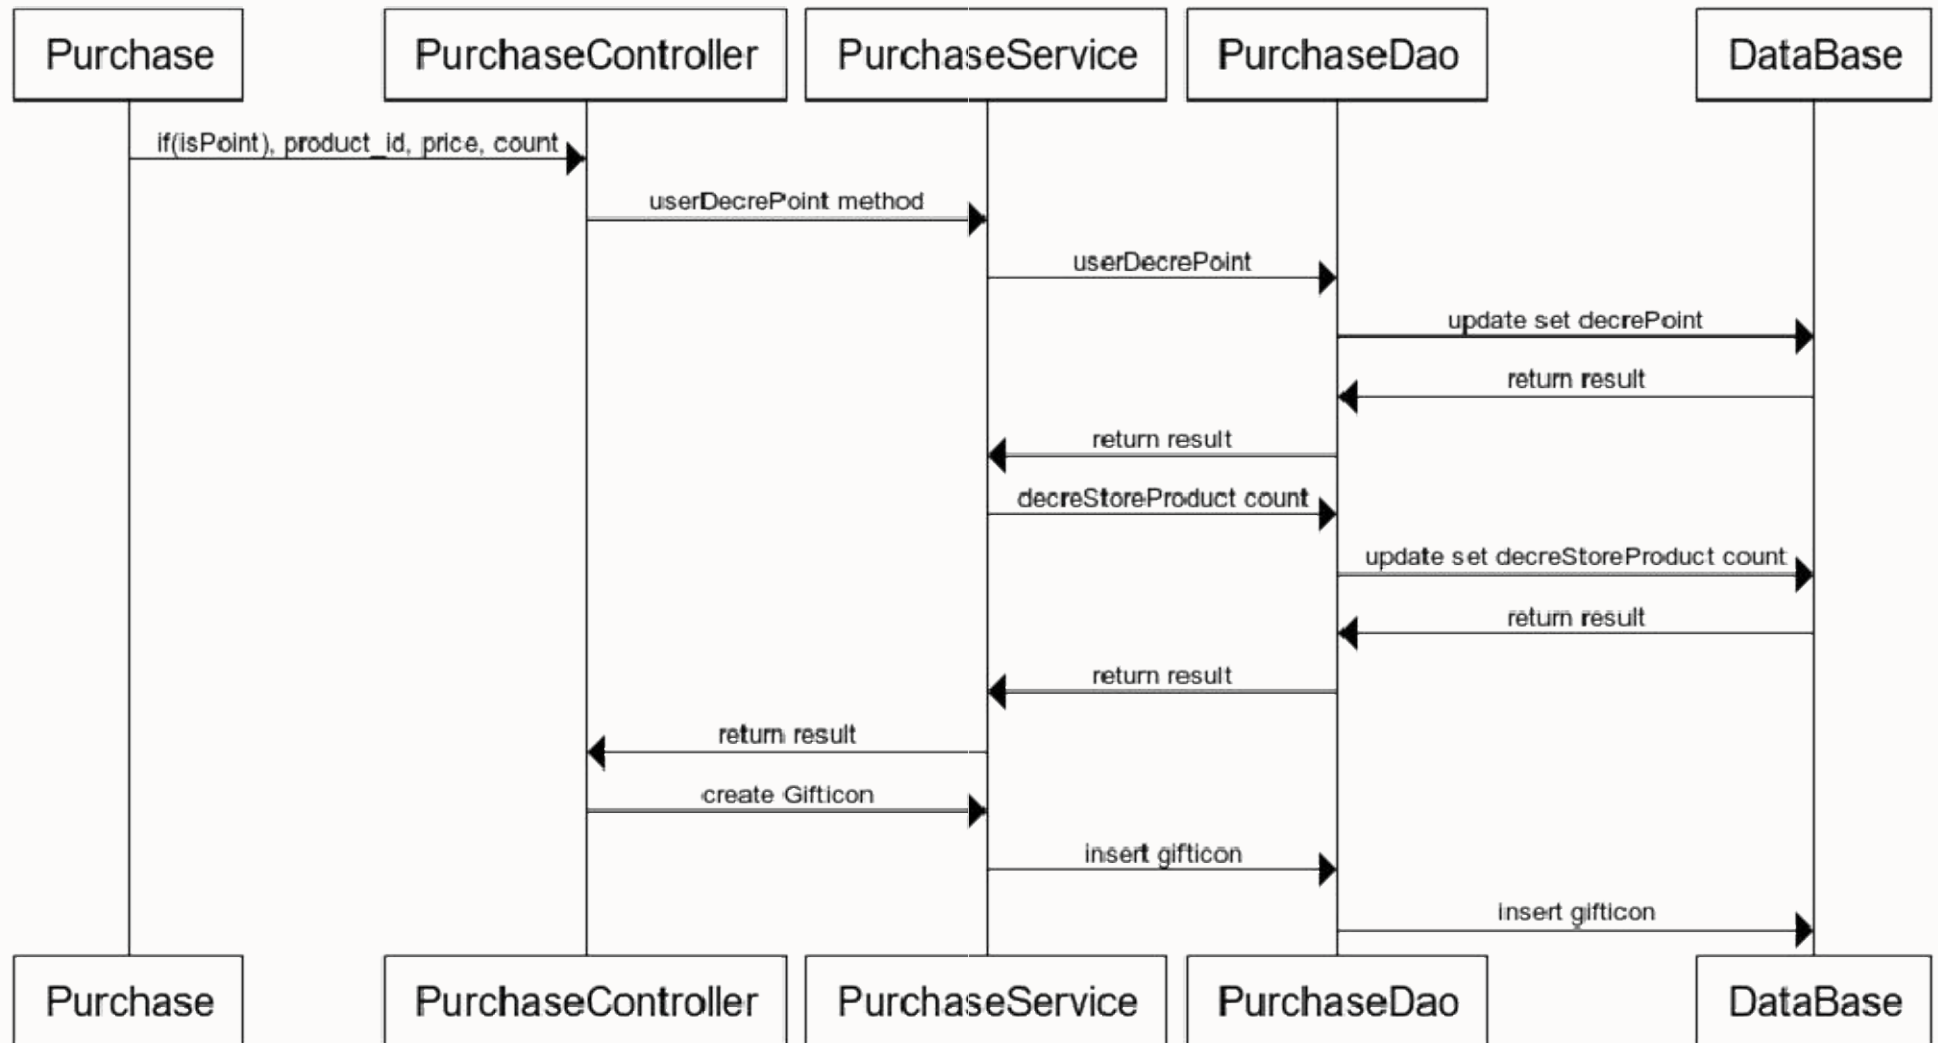 Purchase
PurchaseController
PurchaseService
PurchaseDao
DataBase
if(isPoint), product_id, price, count
userDecrePoint method
userDecrePoint
update set decrePoint
return result
return result
decreStoreProduct count
update set decreStoreProduct count
return result
return result
return result
create Gifticon
insert gifticon
insert gifticon
Purchase
PurchaseController
PurchaseService
PurchaseDao
DataBase